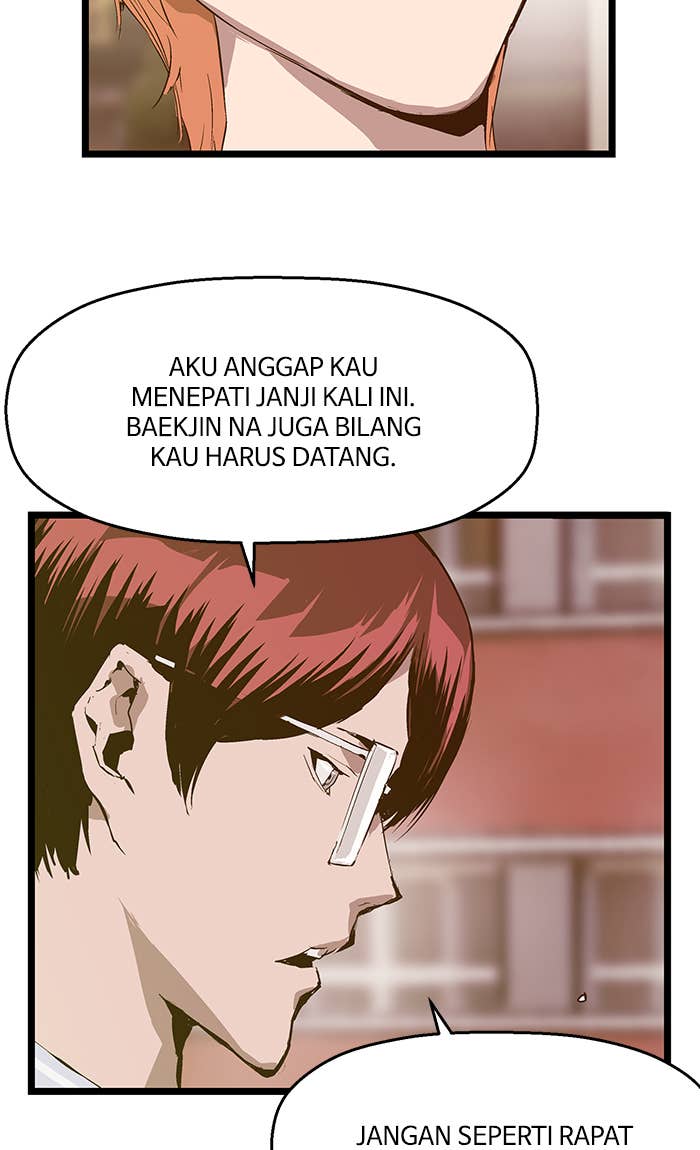 AKU ANGGAP KAU
MENEPATI JANJI KALI INI.
BAEKJIN NA JUGA BILANG
KAU HARUS DATANG.
JANGAN SEPERTI RAPAT